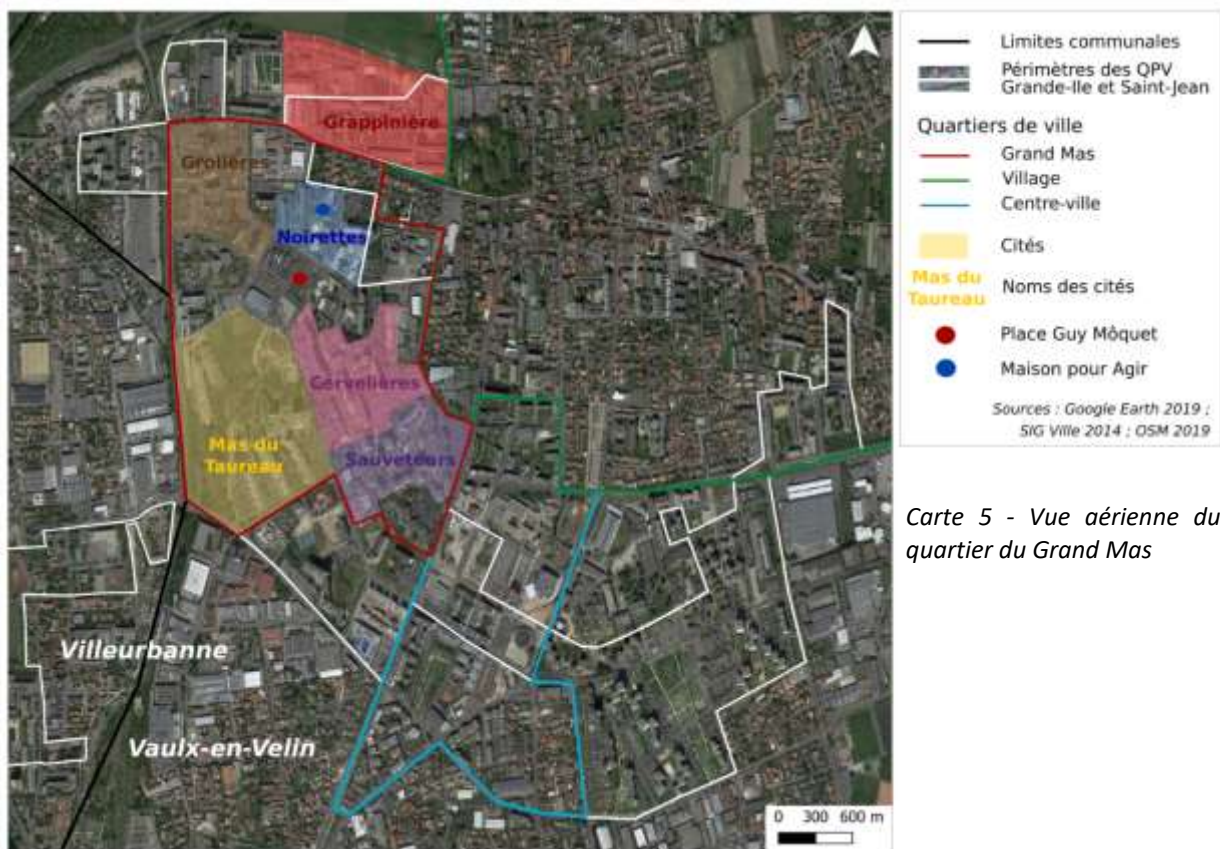 Grappinière
Grolières
Noirettes
Cervelières
Mas du
Taureau
Sauveteurs
Villeurbanne
Vaulx-en-Velin
0 300 600 m
Limites communales
Périmètres des QPV
Grande-Ile et Saint-Jean
Quartiers de ville
Grand Mas
Village
Centre-ville
Cités
Mas du
Taureau
Noms des cités
Place Guy Môquet
Maison pour Agir
Sources : Google Earth 2019 ;
SIG Ville 2014 ; OSM 2019
Carte 5 - Vue aérienne du
quartier du Grand Mas